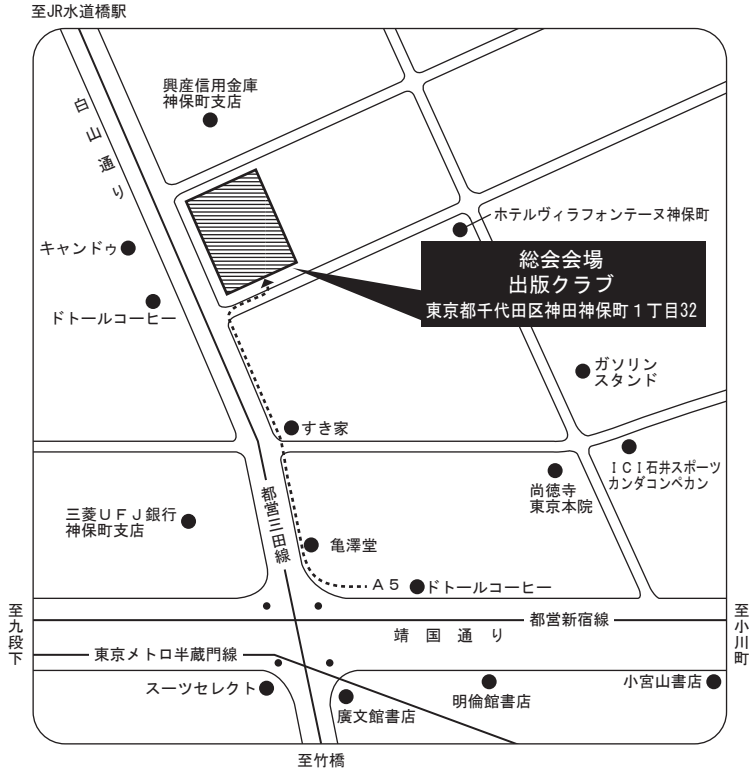 至JR水道橋駅
興産信用金庫
神保町支店
白山通り
ホテルヴィラフォンテーヌ神保町
キャンドゥ
総会会場
出版クラブ
東京都千代田区神田神保町１丁目32
ドトールコーヒー
ガソリン
スタンド
すき家
ＩＣＩ石井スポーツ
カンダコンペカン
尚徳寺
東京本院
都営三田線
三菱ＵＦＪ銀行
神保町支店
亀澤堂
Ａ５
ドトールコーヒー
至九段下
都営新宿線
至小川町
靖国通り
東京メトロ半蔵門線
スーツセレクト
廣文館書店
明倫館書店
小宮山書店
至竹橋